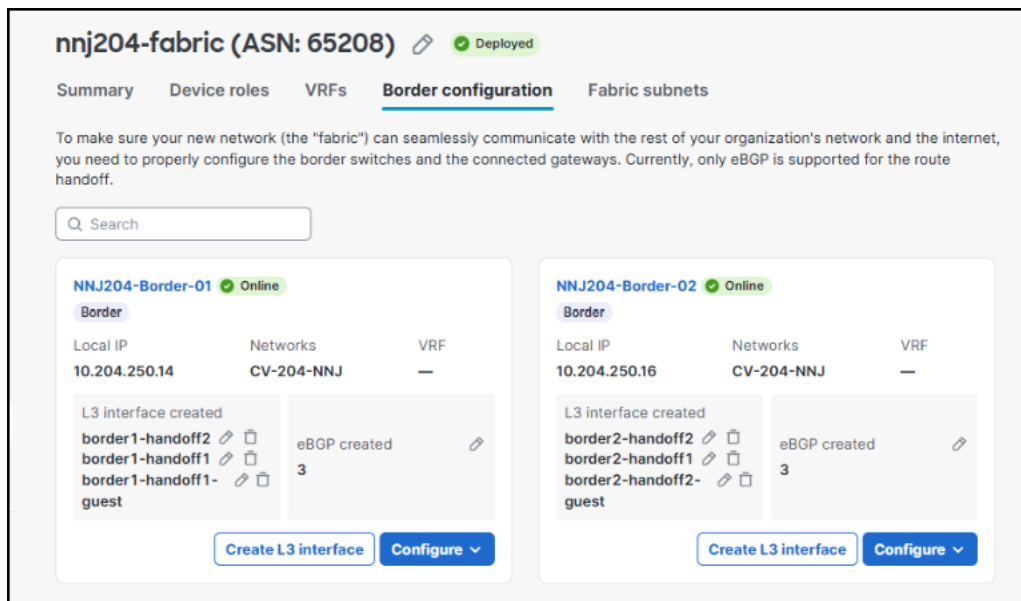 nnj204-fabric (ASN: 65208) Deployed
Summary Device roles VRFs Border configuration Fabric subnets
To make sure your new network (the "fabric") can seamlessly communicate with the rest of your organization's network and the internet,
you need to properly configure the border switches and the connected gateways. Currently, only eBGP is supported for the route
handoff.
Search
NNJ204-Border-01 Online
Border
Local IP Networks VRF
10.204.250.14 CV-204-NNJ —
L3 interface created
border1-handoff2
border1-handoff1
border1-handoff1-
guest
eBGP created
3
Create L3 interface Configure
NNJ204-Border-02 Online
Border
Local IP Networks VRF
10.204.250.16 CV-204-NNJ —
L3 interface created
border2-handoff2
border2-handoff1
border2-handoff2-
guest
eBGP created
3
Create L3 interface Configure